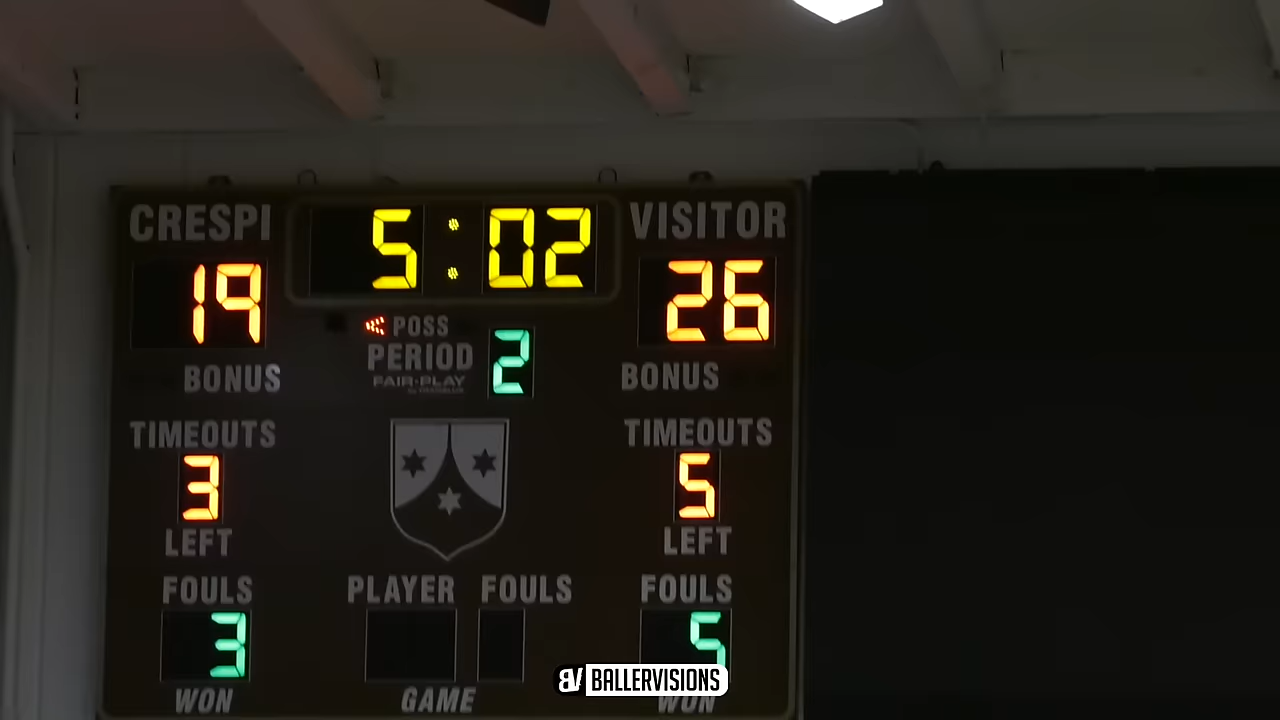 CRESPI 5:02 VISITOR
19 26
< POSS
PERIOD 2
FAIR-PLAY
BONUS BONUS
TIMEOUTS TIMEOUTS
3 5
LEFT LEFT
FOULS PLAYER FOULS FOULS
3 5
WON GAME WON
BV BALLERVISIONS